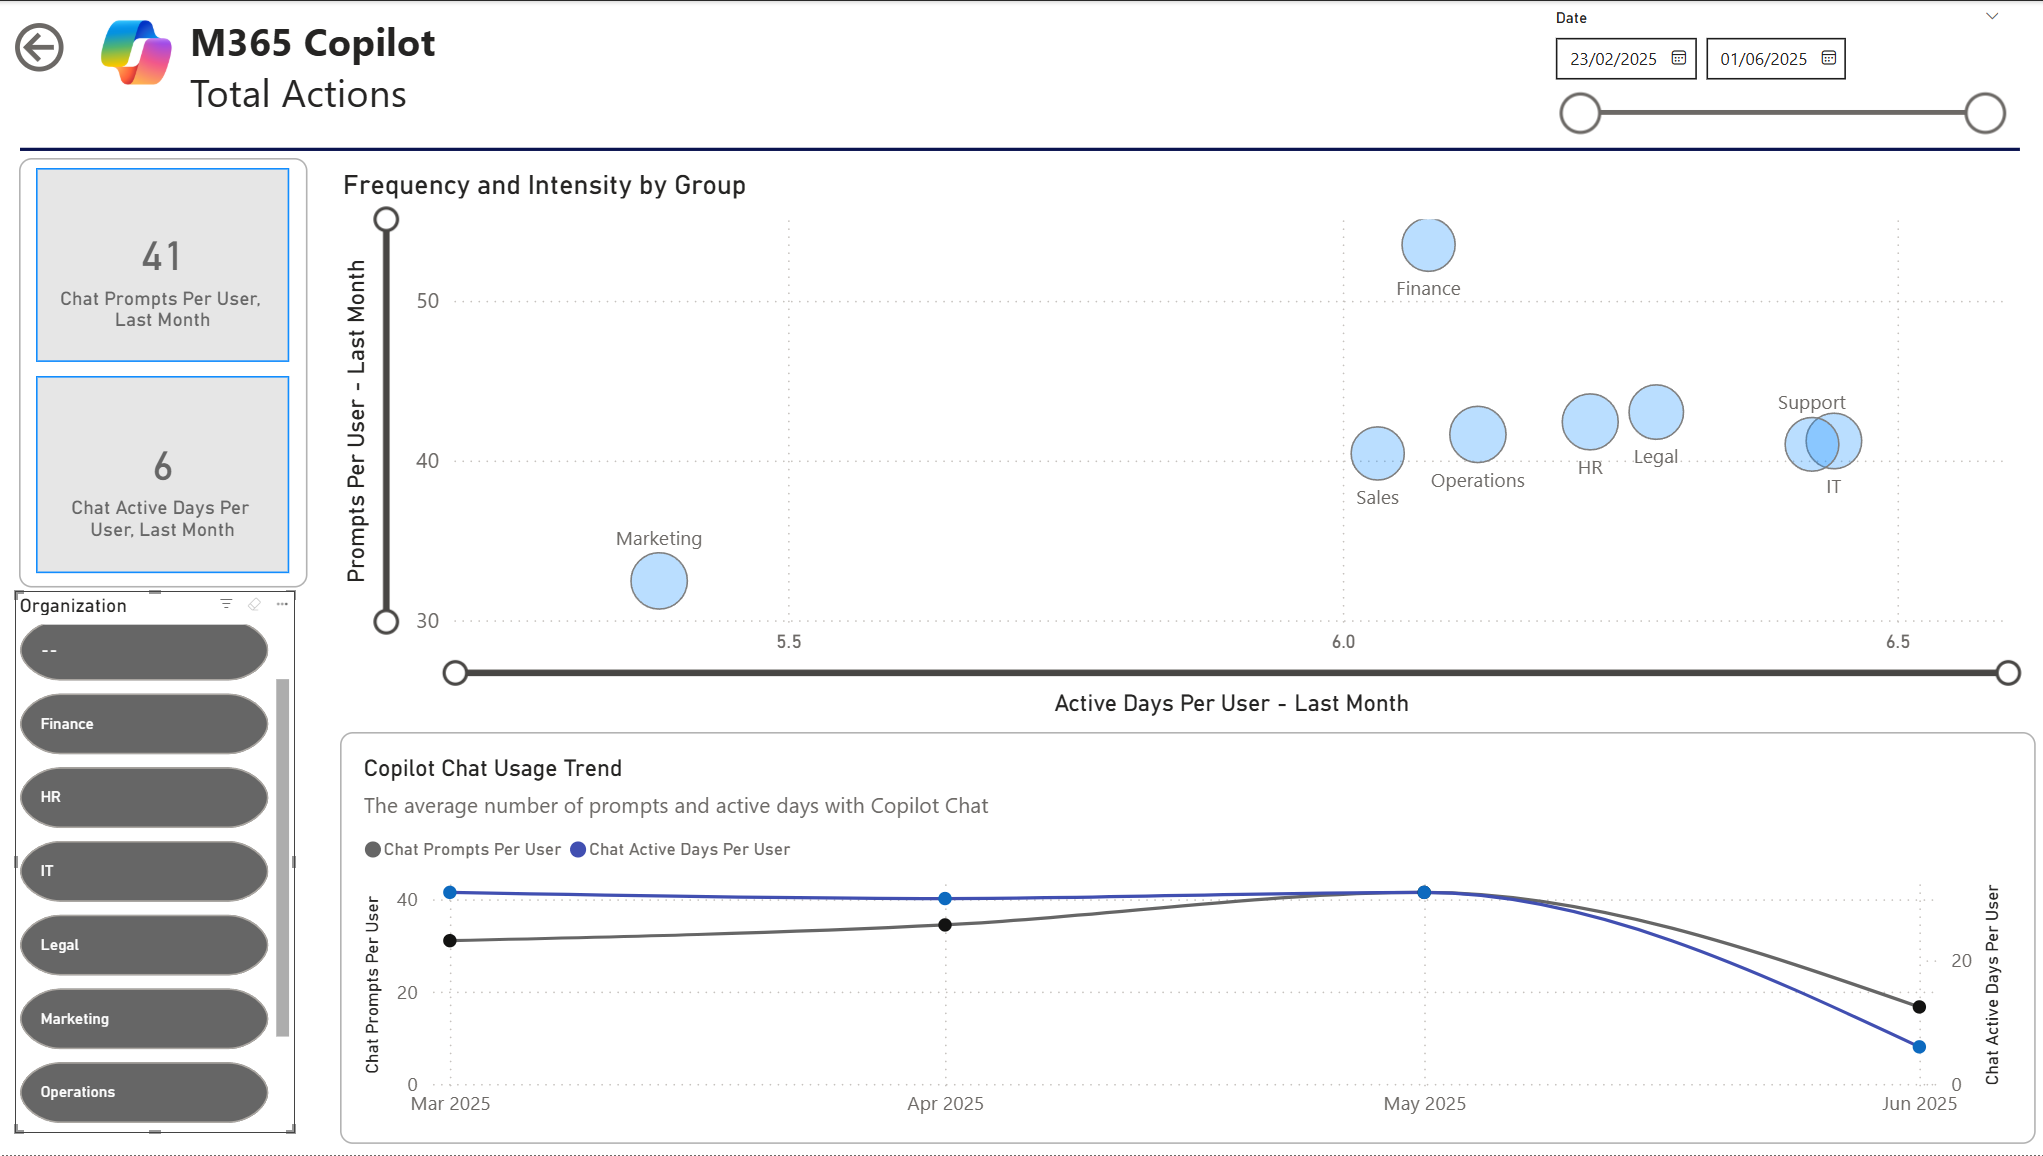 M365 Copilot
Total Actions
Date
23/02/2025
01/06/2025
41
Chat Prompts Per User,
Last Month
6
Chat Active Days Per
User, Last Month
Organization
--
Finance
HR
IT
Legal
Marketing
Operations
Frequency and Intensity by Group
Prompts Per User - Last Month
50
40
30
Finance
Support
Legal
HR
IT
Operations
Sales
Marketing
5.5
6.0
6.5
Active Days Per User - Last Month
Copilot Chat Usage Trend
The average number of prompts and active days with Copilot Chat
Chat Prompts Per User
Chat Active Days Per User
Chat Prompts Per User
40
20
0
20
0
Chat Active Days Per User
Mar 2025
Apr 2025
May 2025
Jun 2025